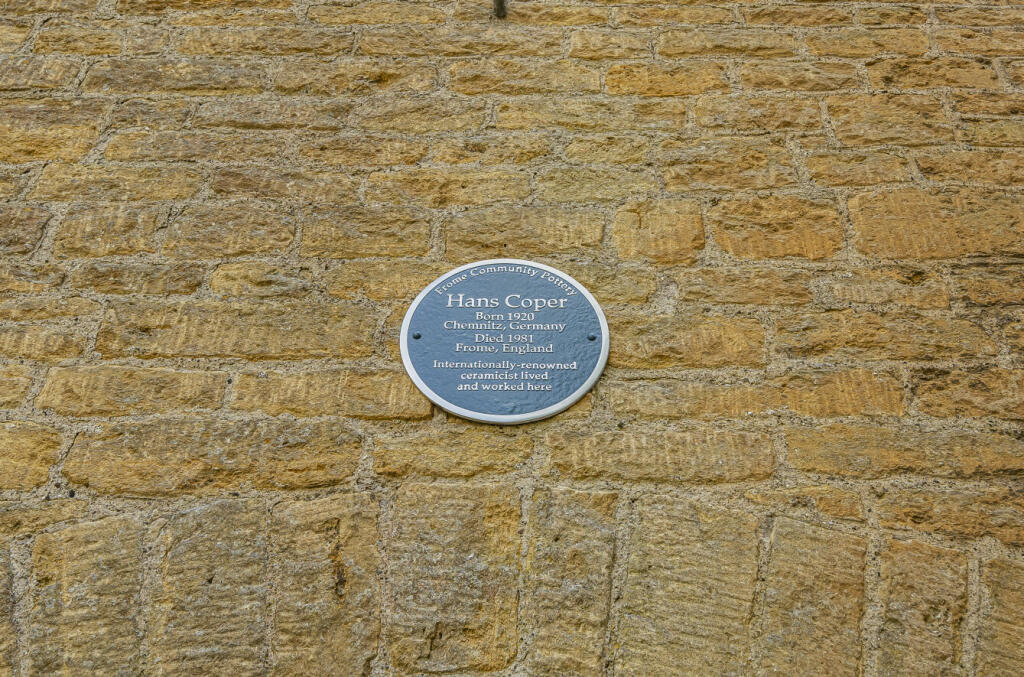 Frome Community Pottery
Hans Coper
Born 1920
Chemnitz, Germany
Died 1981
Frome, England
Internationally-renowned
ceramicist lived
and worked here